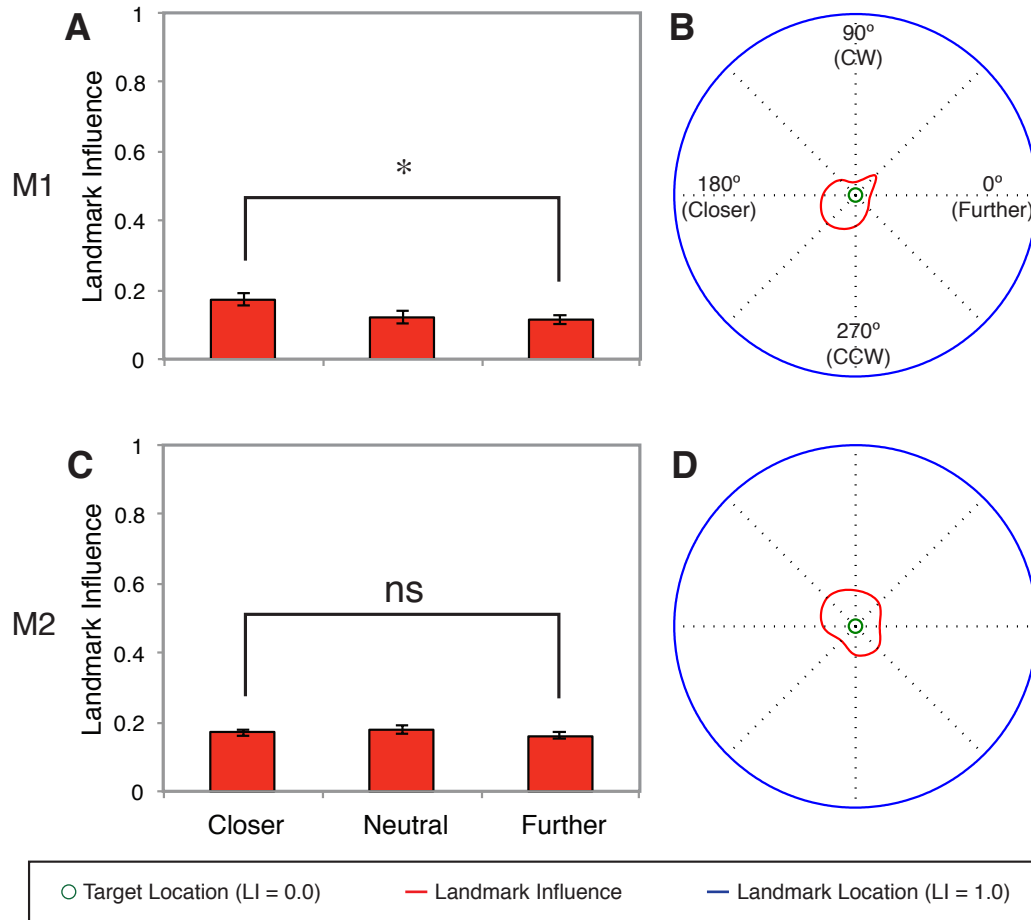 A
1
0.8
0.6
0.4
0.2
0
Landmark Influence
M1
*
B
90º
(CW)
180º
(Closer)
0º
(Further)
270º
(CCW)
C
1
0.8
0.6
0.4
0.2
0
Landmark Influence
M2
ns
Closer Neutral Further
D
Target Location (LI = 0.0) Landmark Influence Landmark Location (LI = 1.0)